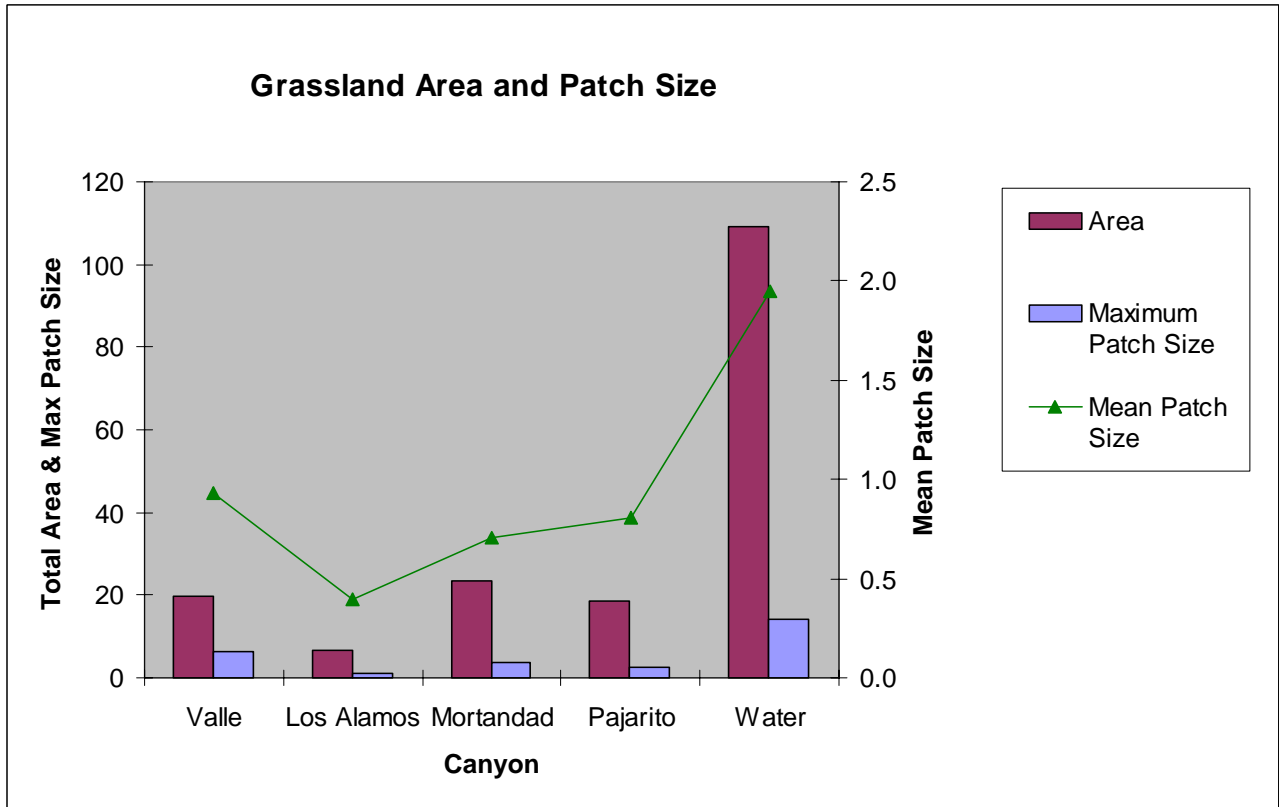 Grassland Area and Patch Size
Total Area & Max Patch Size
120
100
80
60
40
20
0
2.5
2.0
1.5
1.0
0.5
0.0
Mean Patch Size
Valle
Los Alamos
Mortandad
Pajarito
Water
Canyon
Area
Maximum
Patch Size
Mean Patch
Size